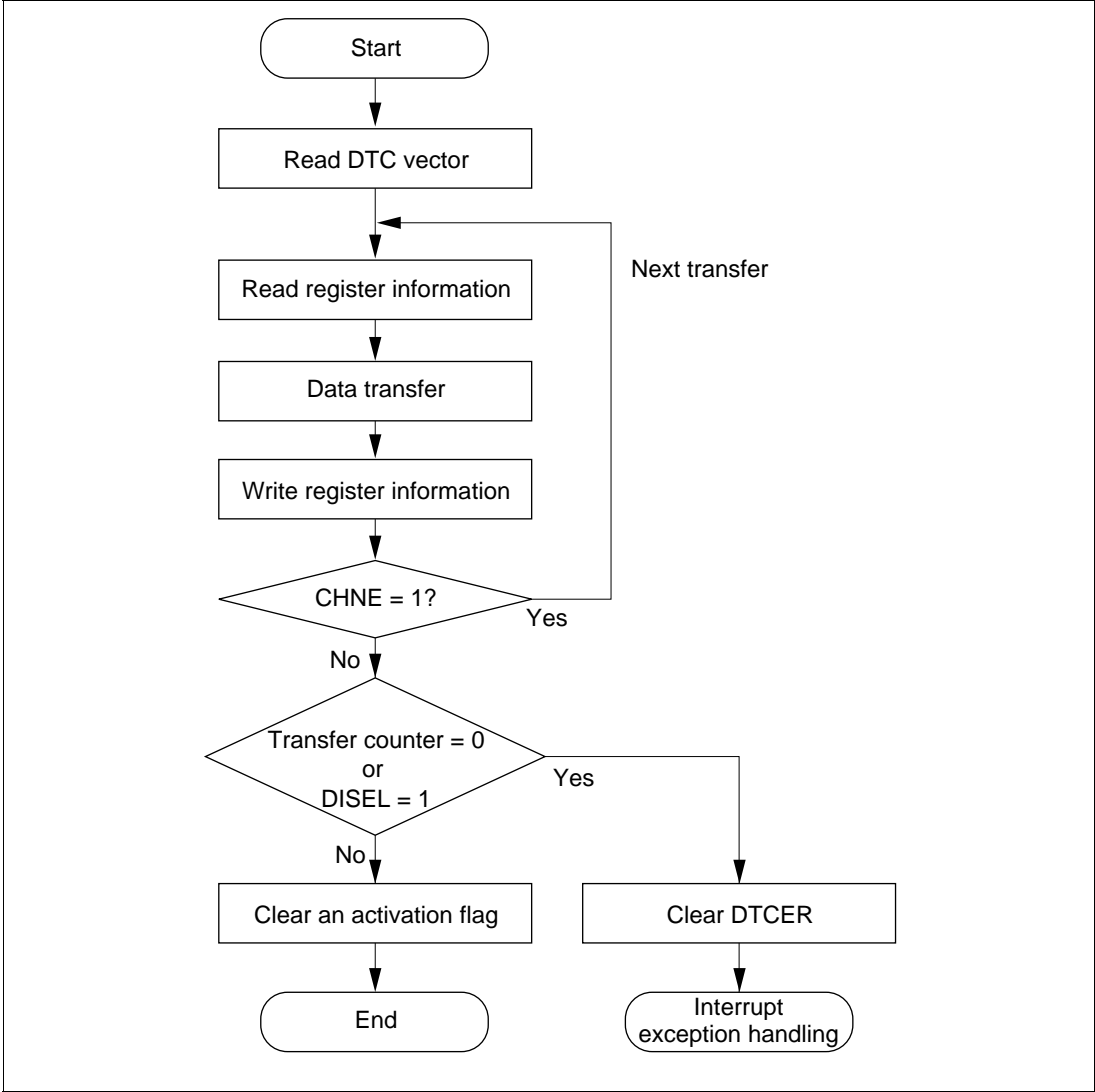 Start
Read DTC vector
Next transfer
Read register information
Data transfer
Write register information
CHNE = 1?
Yes
No
Transfer counter = 0
or
DISEL = 1
Yes
No
Clear an activation flag
Clear DTCER
End
Interrupt
exception handling